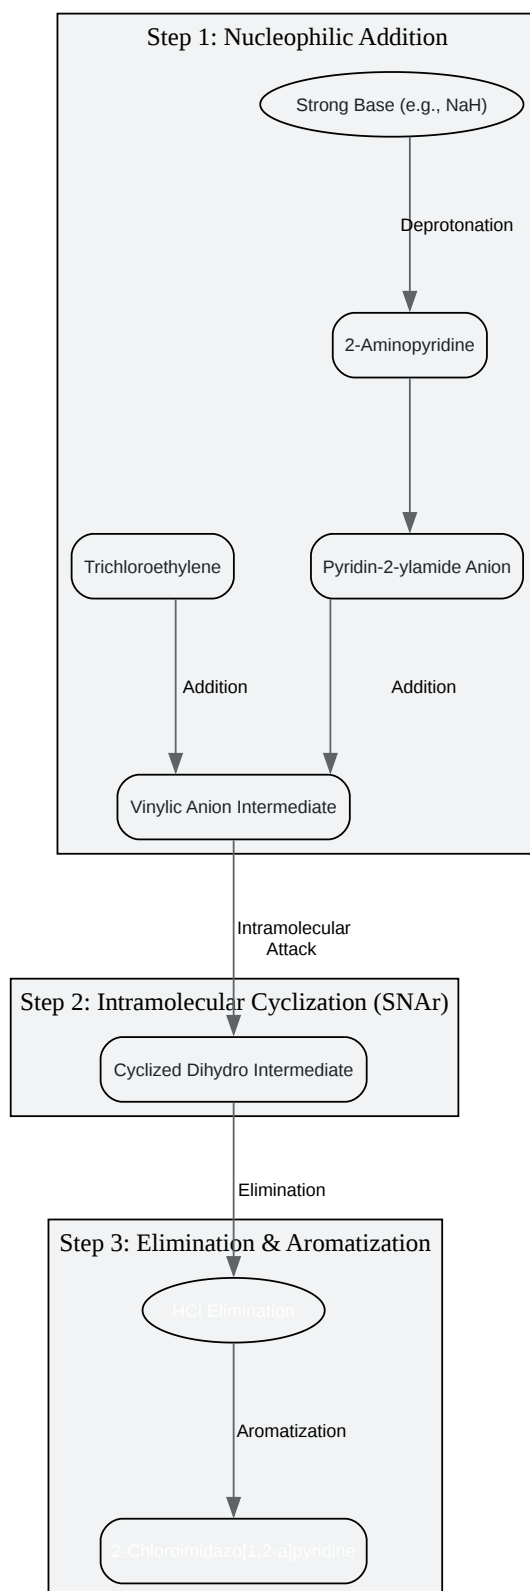 Step 1: Nucleophilic Addition
Strong Base (e.g., NaH)
Deprotonation
2-Aminopyridine
Trichloroethylene
Pyridin-2-ylamide Anion
Addition
Addition
Vinylic Anion Intermediate
Intramolecular
Attack
Step 2: Intramolecular Cyclization (SNAr)
Cyclized Dihydro Intermediate
Elimination
Step 3: Elimination & Aromatization
HCl Elimination
Aromatization
2-Chloroimidazo[1,2-a]pyridine